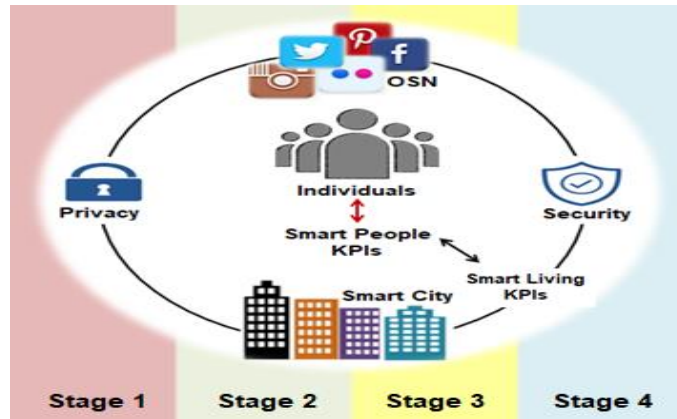 OSN
Individuals
Privacy
Security
Smart People
KPIs
Smart Living
KPIs
Smart City
Stage 1
Stage 2
Stage 3
Stage 4